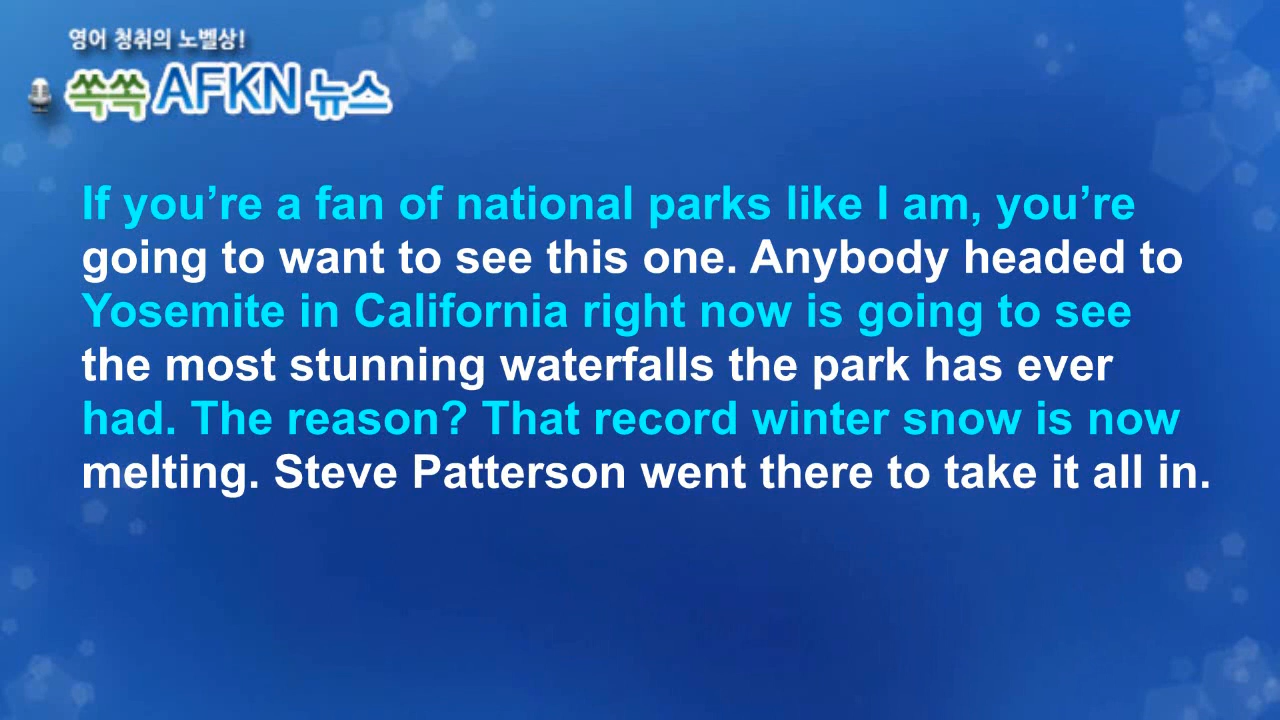 영어 청취의 노벨상!
쏙쏙 AFKN 뉴스
If you’re a fan of national parks like I am, you’re
going to want to see this one. Anybody headed to
Yosemite in California right now is going to see
the most stunning waterfalls the park has ever
had. The reason? That record winter snow is now
melting. Steve Patterson went there to take it all in.